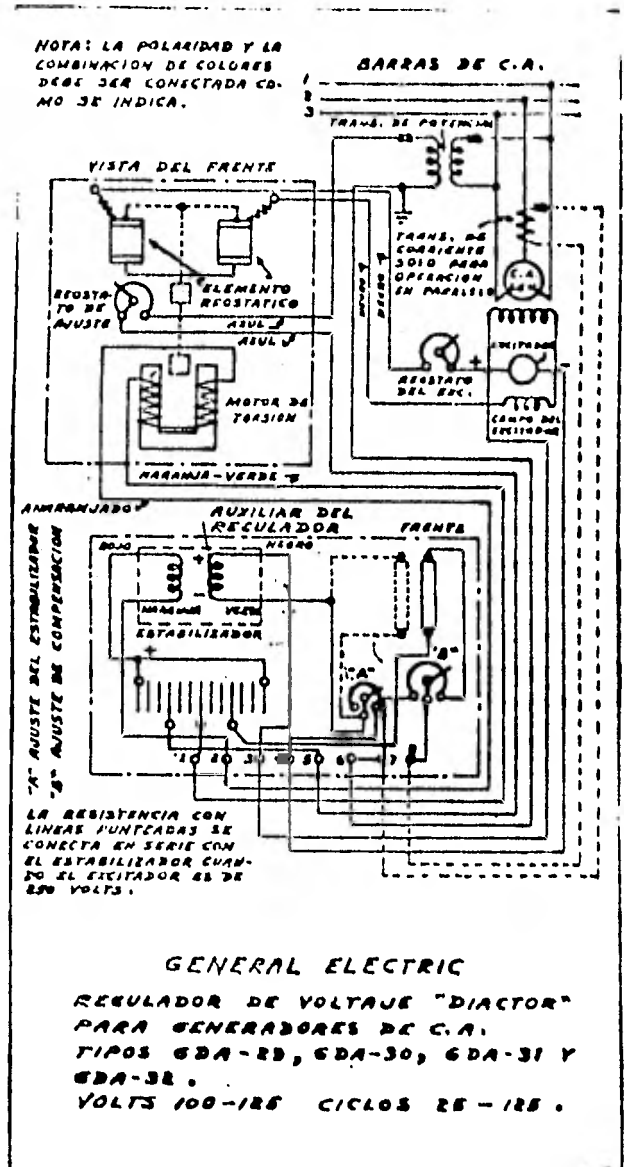 NOTA: LA POLARIDAD Y LA
COMBINACION DE COLORES
DEBE SER CONECTADA CO-
MO SE INDICA.
BARRAS DE C.A.
1
2
3
TRANS. DE POTENCIAL
VISTA DEL FRENTE
TRANS. DE
CORRIENTE
SOLO PARA
OPERACION
EN PARALELO
C.A.
GEN.
ELEMENTO
REOSTATICO
REOSTA-
TO DE
AJUSTE
AZUL
AZUL
NEGRO
NEGRO
EXCITADOR
+
-
REOSTATO
DEL EXC.
CAMPO DEL
EXCITADOR
MOTOR DE
TORSION
NARANJA-VERDE
ANARANJADO
AUXILIAR DEL
REGULADOR
FRENTE
ROJO
NEGRO
+
-
NARANJA
VERDE
ESTABILIZADOR
+
"A"
"B"
1 2 3 5 6 7
"A" AJUSTE DEL ESTABILIZADOR
"B" AJUSTE DE COMPENSACION
LA RESISTENCIA CON
LINEAS PUNTEADAS SE
CONECTA EN SERIE CON
EL ESTABILIZADOR CUAN-
DO EL EXCITADOR ES DE
250 VOLTS.
GENERAL ELECTRIC
REGULADOR DE VOLTAJE "DIACTOR"
PARA GENERADORES DE C.A.
TIPOS GDA-29, GDA-30, GDA-31 Y
GDA-32.
VOLTS 100-125 CICLOS 25-125.